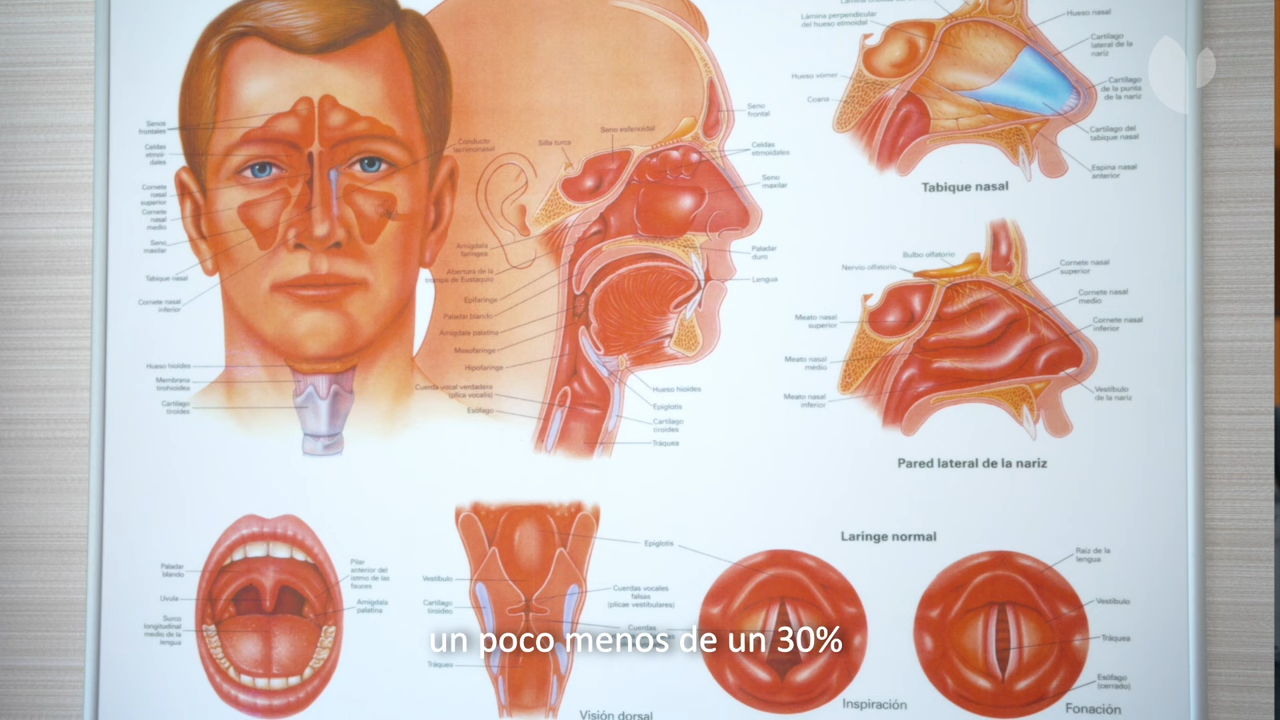 Senos
frontales
Celdas
etmoi-
dales
Cornete
nasal
superior
Cornete
nasal
medio
Seno
maxilar
Tabique nasal
Cornete nasal
inferior
Hueso hioides
Membrana
tirohioides
Cartílago
tiroides
Conducto
lacrimonasal
Silla turca
Seno esfenoidal
Seno
frontal
Celdas
etmoidales
Seno
maxilar
Amígdala
faríngea
Abertura de la
trompa de Eustaquio
Epifaringe
Paladar blando
Amígdala palatina
Mesofaringe
Hipofaringe
Cuerda vocal verdadera
(plica vocalis)
Esófago
Paladar
duro
Lengua
Hueso hioides
Epiglotis
Cartílago
tiroides
Tráquea
Lámina perpendicular
del hueso etmoidal
Hueso vómer
Coana
Hueso nasal
Cartílago
lateral de la
nariz
Cartílago
de la punta
de la nariz
Cartílago del
tabique nasal
Espina nasal
anterior
Tabique nasal
Nervio olfatorio
Bulbo olfatorio
Meato nasal
superior
Meato nasal
medio
Meato nasal
inferior
Cornete nasal
superior
Cornete nasal
medio
Cornete nasal
inferior
Vestíbulo
de la nariz
Pared lateral de la nariz
Paladar
blando
Uvula
Surco
longitudinal
medio de la
lengua
Pilar
anterior del
istmo de las
fauces
Amígdala
palatina
Vestíbulo
Cartílago
tiroides
Tráquea
Epiglotis
Cuerdas vocales
falsas
(plicae vestibulares)
Cuerdas
Visión dorsal
Laringe normal
Raíz de la
lengua
Vestíbulo
Tráquea
Esófago
(cerrado)
Inspiración
Fonación
un poco menos de un 30%